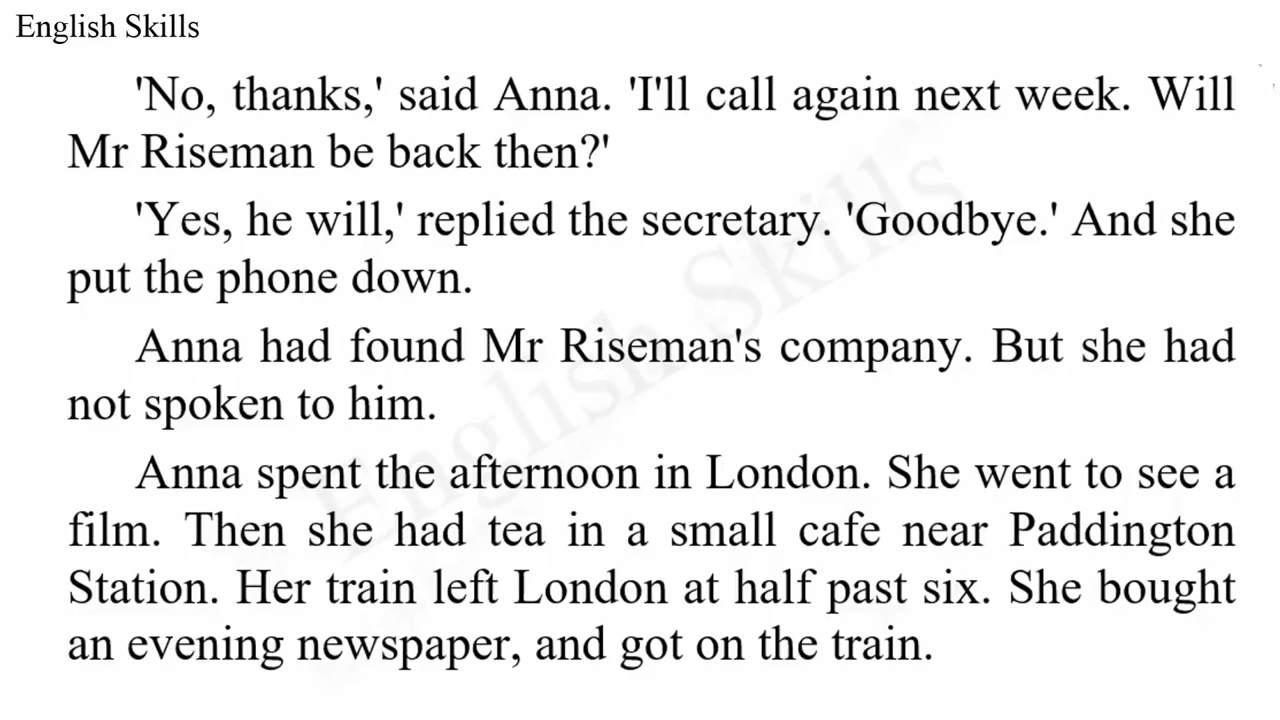 English Skills
'No, thanks,' said Anna. 'I'll call again next week. Will
Mr Riseman be back then?'
'Yes, he will,' replied the secretary. 'Goodbye.' And she
put the phone down.
Anna had found Mr Riseman's company. But she had
not spoken to him.
Anna spent the afternoon in London. She went to see a
film. Then she had tea in a small cafe near Paddington
Station. Her train left London at half past six. She bought
an evening newspaper, and got on the train.
English Skills